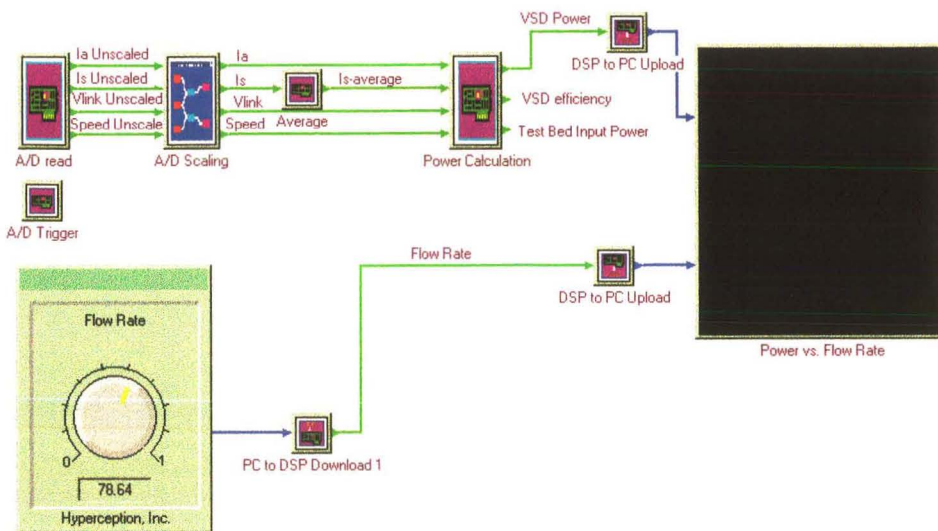 VSD Power
DSP to PC Upload
Ia Unscaled
Ia
Is Unscaled
Is
Is-average
Vlink Unscaled
Vlink
VSD efficiency
Speed Unscale
Speed
Average
Test Bed Input Power
A/D read
A/D Scaling
Power Calculation
A/D Trigger
Flow Rate
DSP to PC Upload
Power vs. Flow Rate
Flow Rate
0
1
78.64
Hyperception, Inc.
PC to DSP Download 1